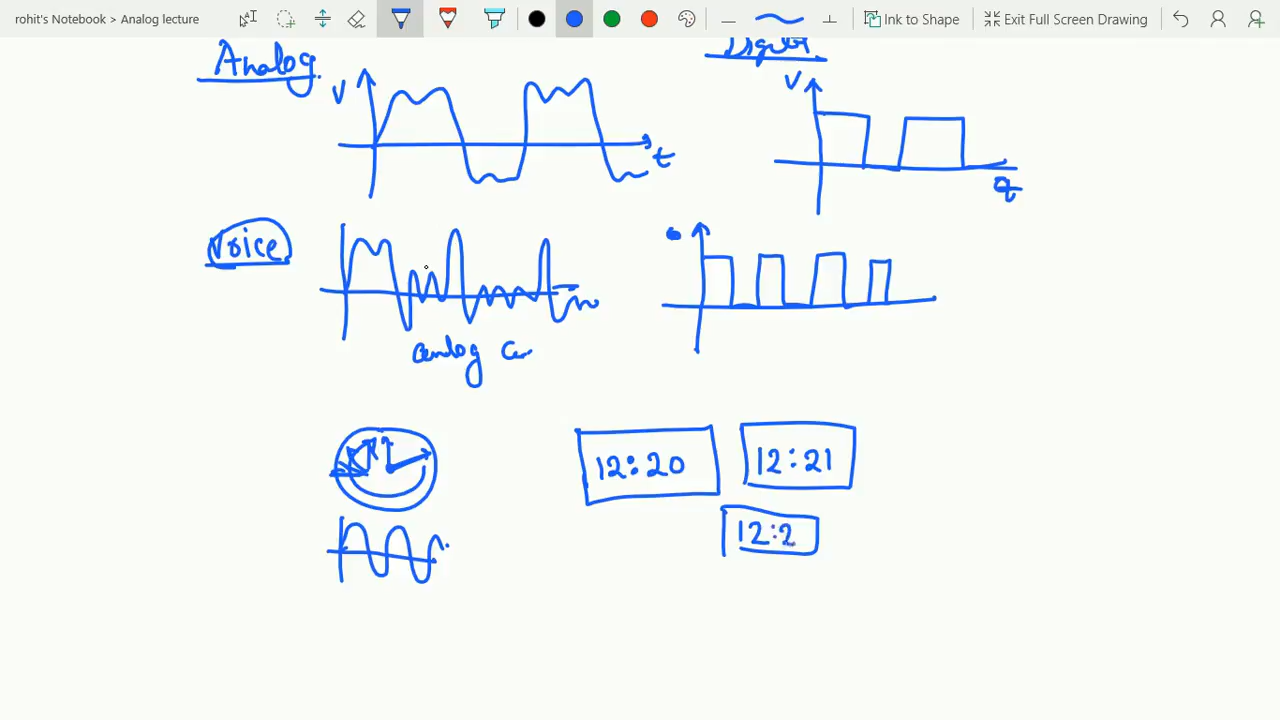 rohit's Notebook > Analog lecture
Ink to Shape
Exit Full Screen Drawing
Analog
V
t
V
Voice
analog
12:20
12:21
12:2